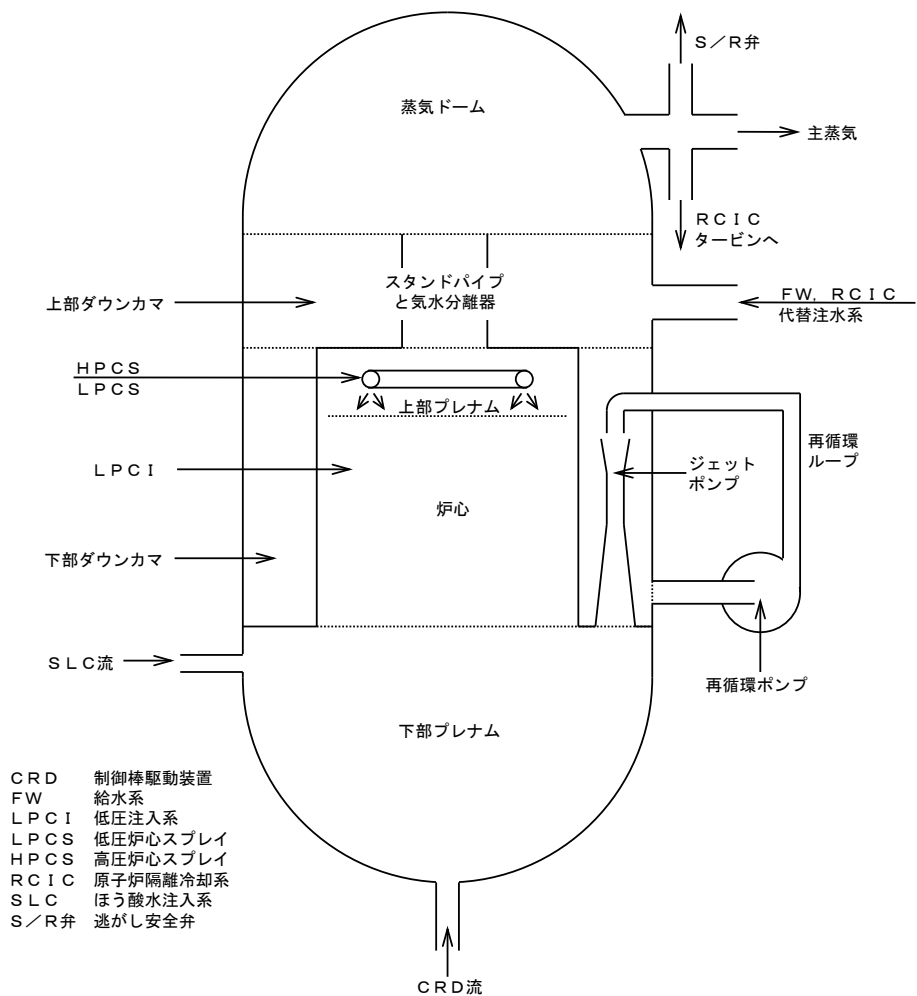 S／R弁
蒸気ドーム
主蒸気
RCIC
タービンへ
スタンドパイプ
と気水分離器
上部ダウンカマ
FW, RCIC
代替注水系
HPCS
LPCS
上部プレナム
再循環
ループ
LPCI
ジェット
ポンプ
炉心
下部ダウンカマ
SLC流
再循環ポンプ
下部プレナム
CRD 制御棒駆動装置
FW 給水系
LPCI 低圧注入系
LPCS 低圧炉心スプレイ
HPCS 高圧炉心スプレイ
RCIC 原子炉隔離冷却系
SLC ほう酸水注入系
S／R弁 逃がし安全弁
CRD流